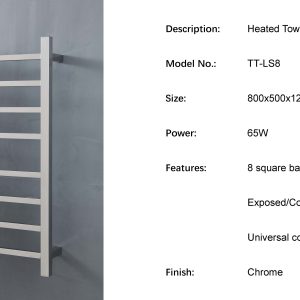 Description: Heated Tow
Model No.: TT-LS8
Size: 800x500x12
Power: 65W
Features: 8 square ba
Exposed/Co
Universal co
Finish: Chrome